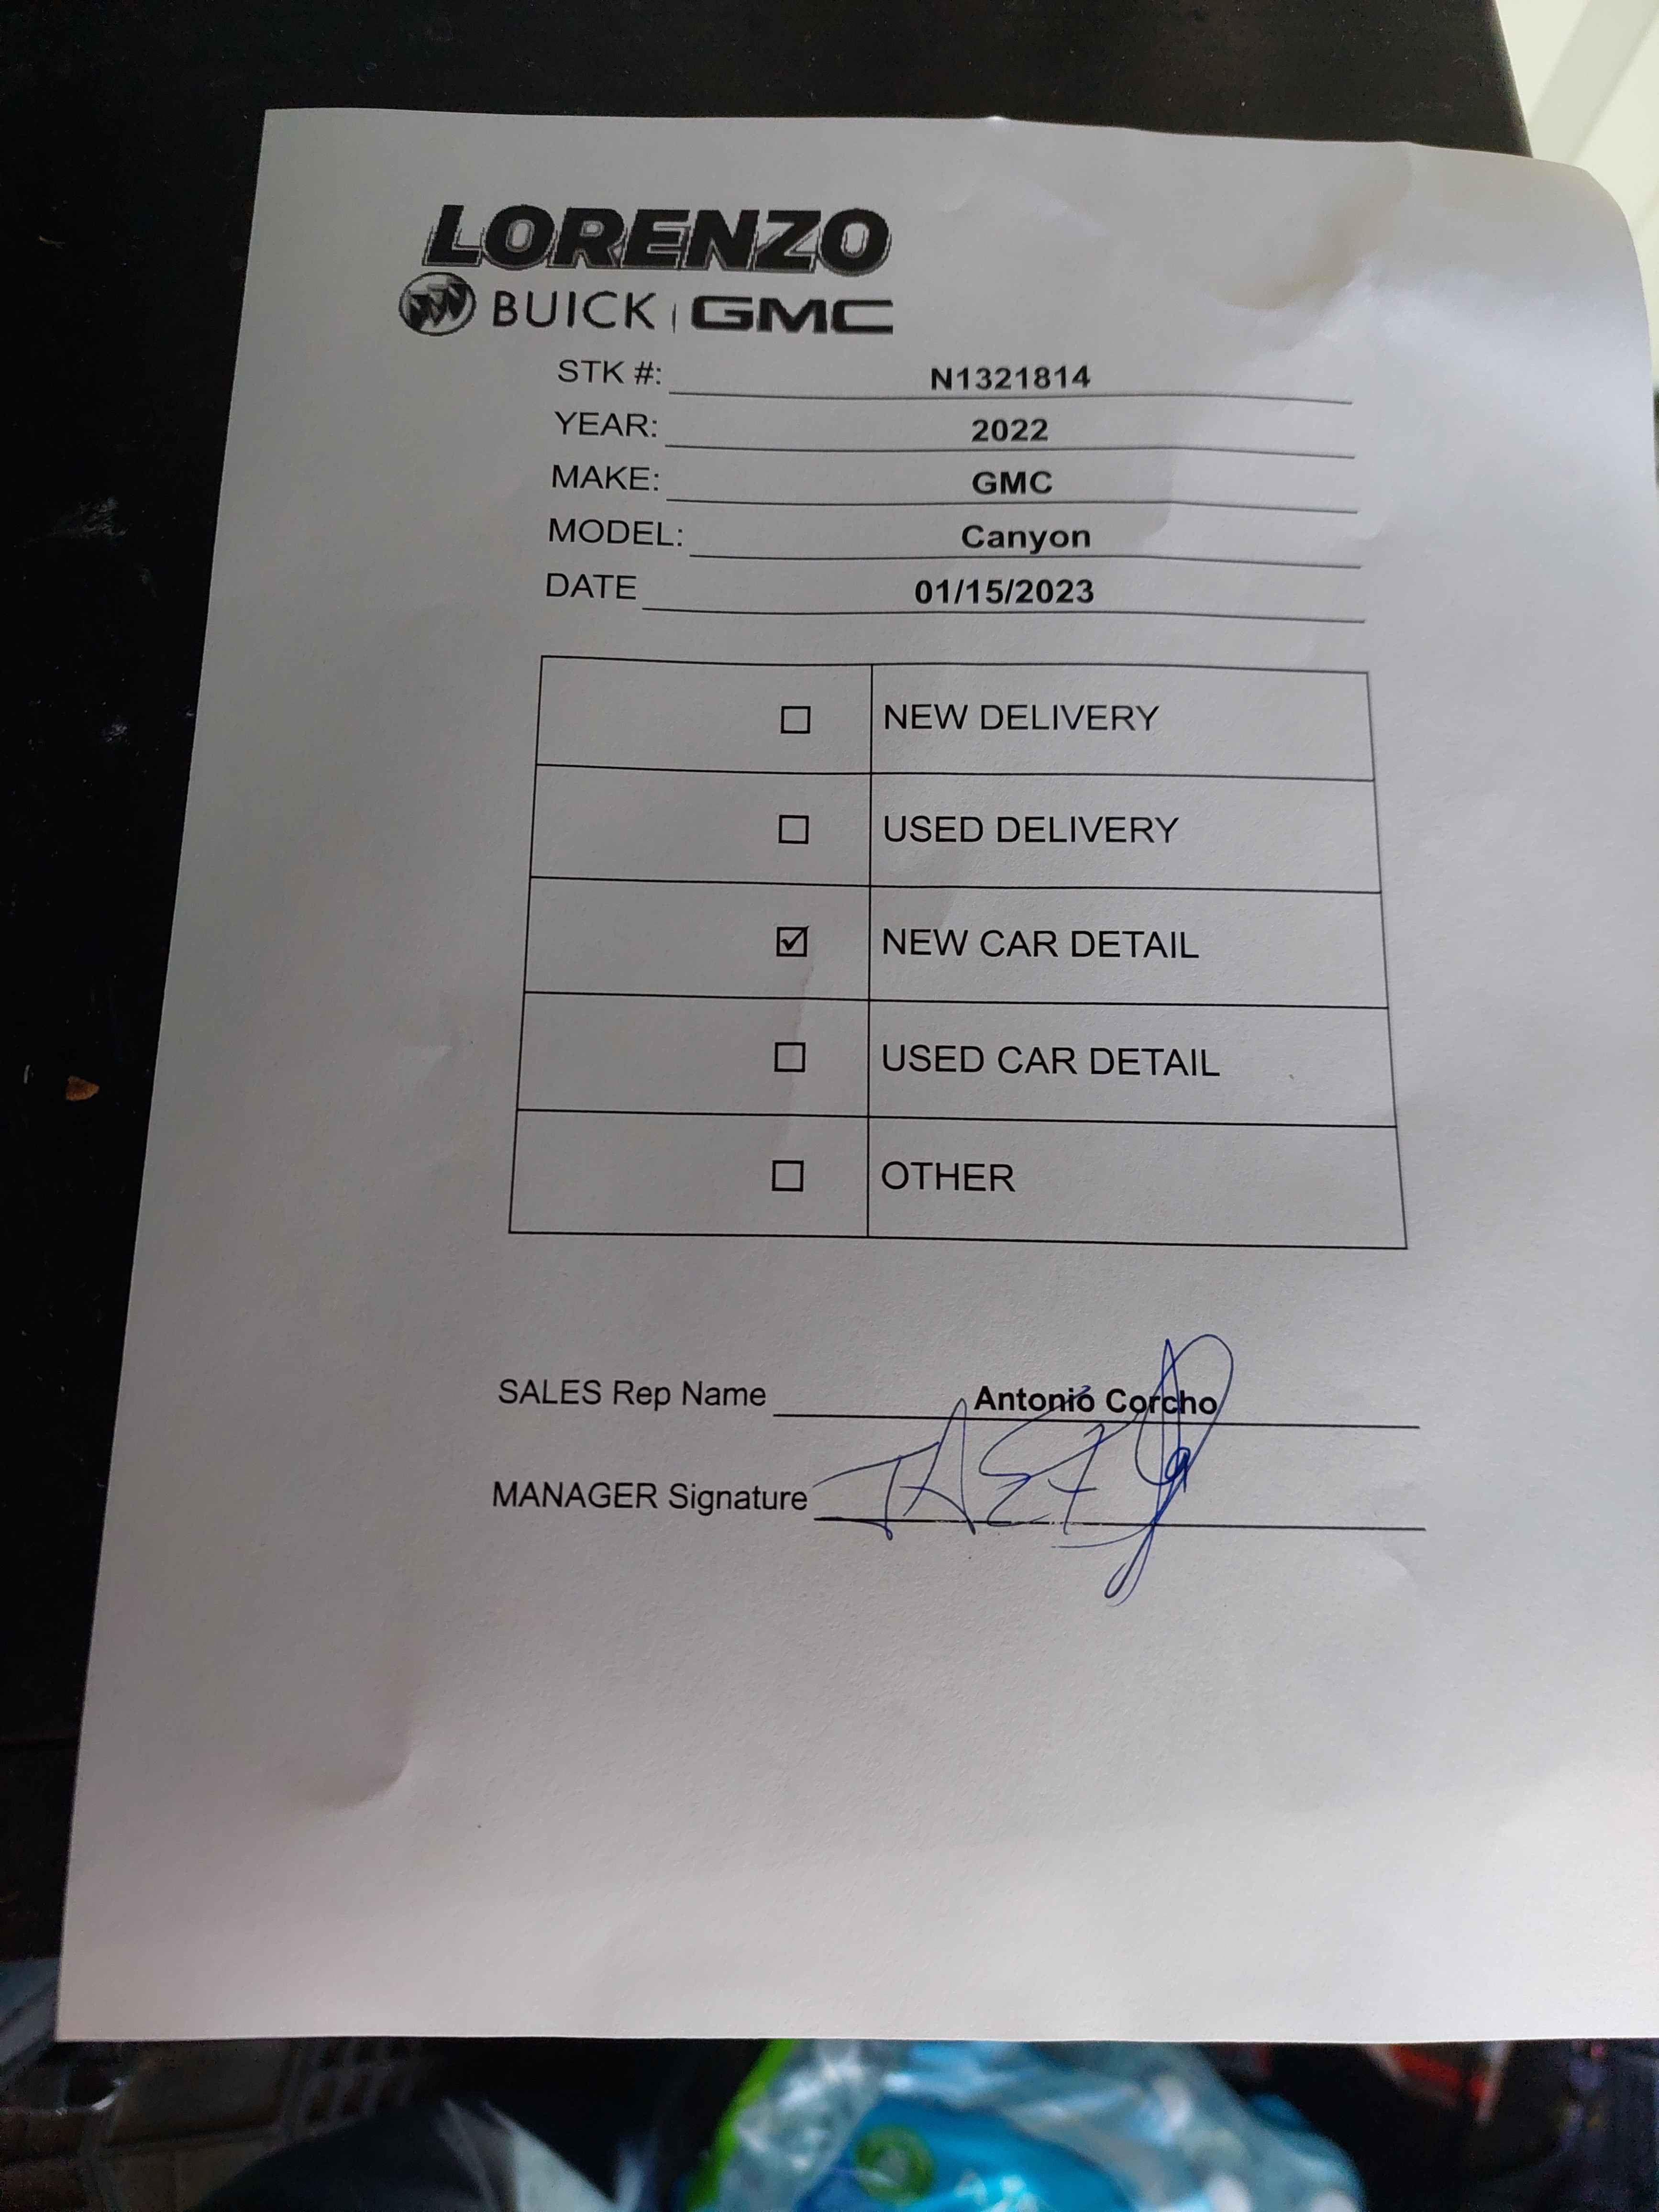 LORENZO
BUICK | GMC
STK #: N1321814
YEAR: 2022
MAKE: GMC
MODEL: Canyon
DATE 01/15/2023
☐ NEW DELIVERY
☐ USED DELIVERY
☑ NEW CAR DETAIL
☐ USED CAR DETAIL
☐ OTHER
SALES Rep Name Antonio Corcho
MANAGER Signature